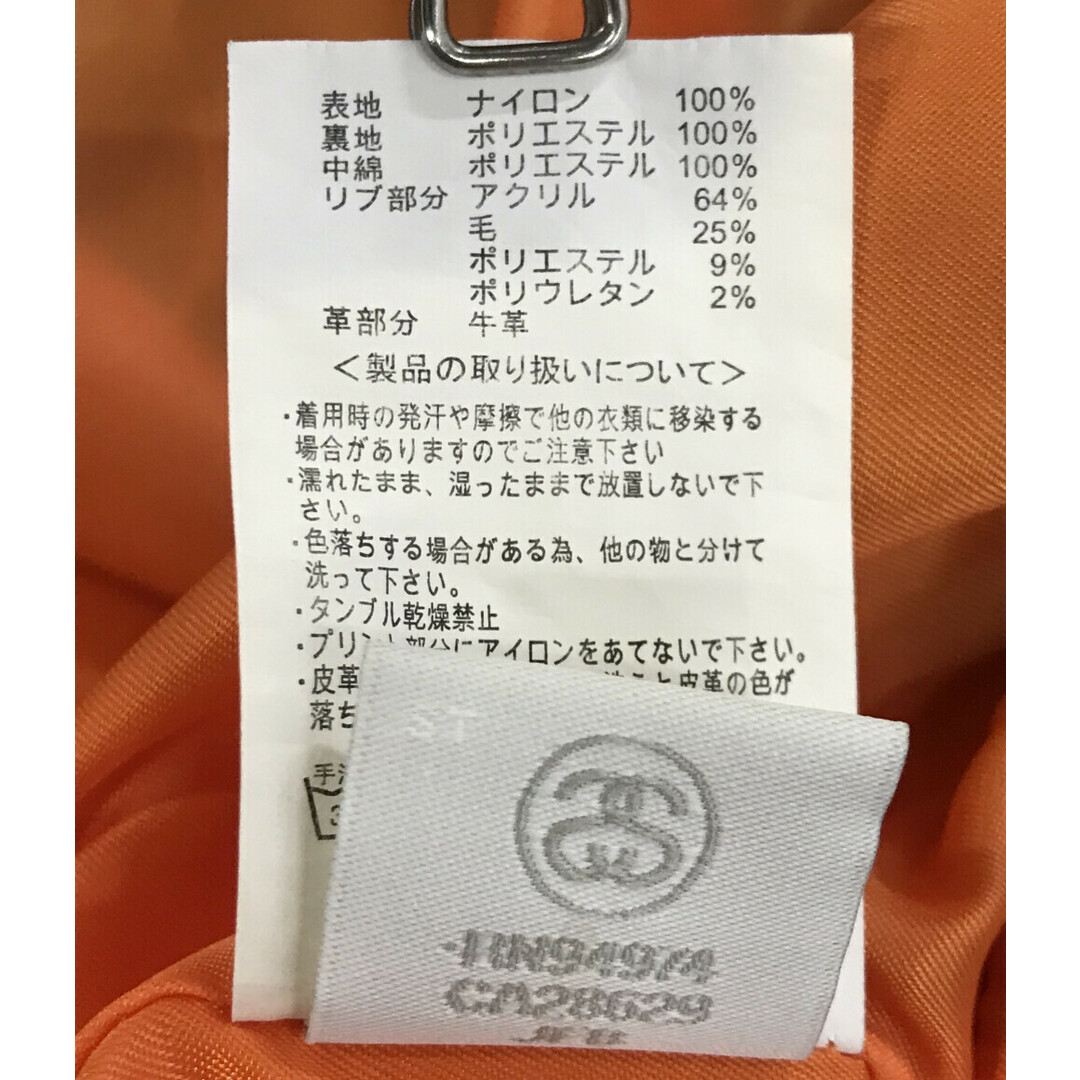 表地 ナイロン 100%
裏地 ポリエステル 100%
中綿 ポリエステル 100%
リブ部分 アクリル 64%
毛 25%
ポリエステル 9%
ポリウレタン 2%
革部分 牛革
<製品の取り扱いについて>
・着用時の発汗や摩擦で他の衣類に移染する
場合がありますのでご注意下さい
・濡れたまま、湿ったままで放置しないで下
さい。
・色落ちする場合がある為、他の物と分けて
洗って下さい。
・タンブル乾燥禁止
・プリント部分にアイロンをあてないで下さい。
・皮革 と皮革の色が
落ち
手
RN94974
CA28629